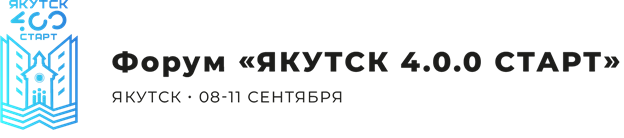 ЯКУТСК
4.0.0
СТАРТ
Форум «ЯКУТСК 4.0.0 СТАРТ»
ЯКУТСК • 08-11 СЕНТЯБРЯ